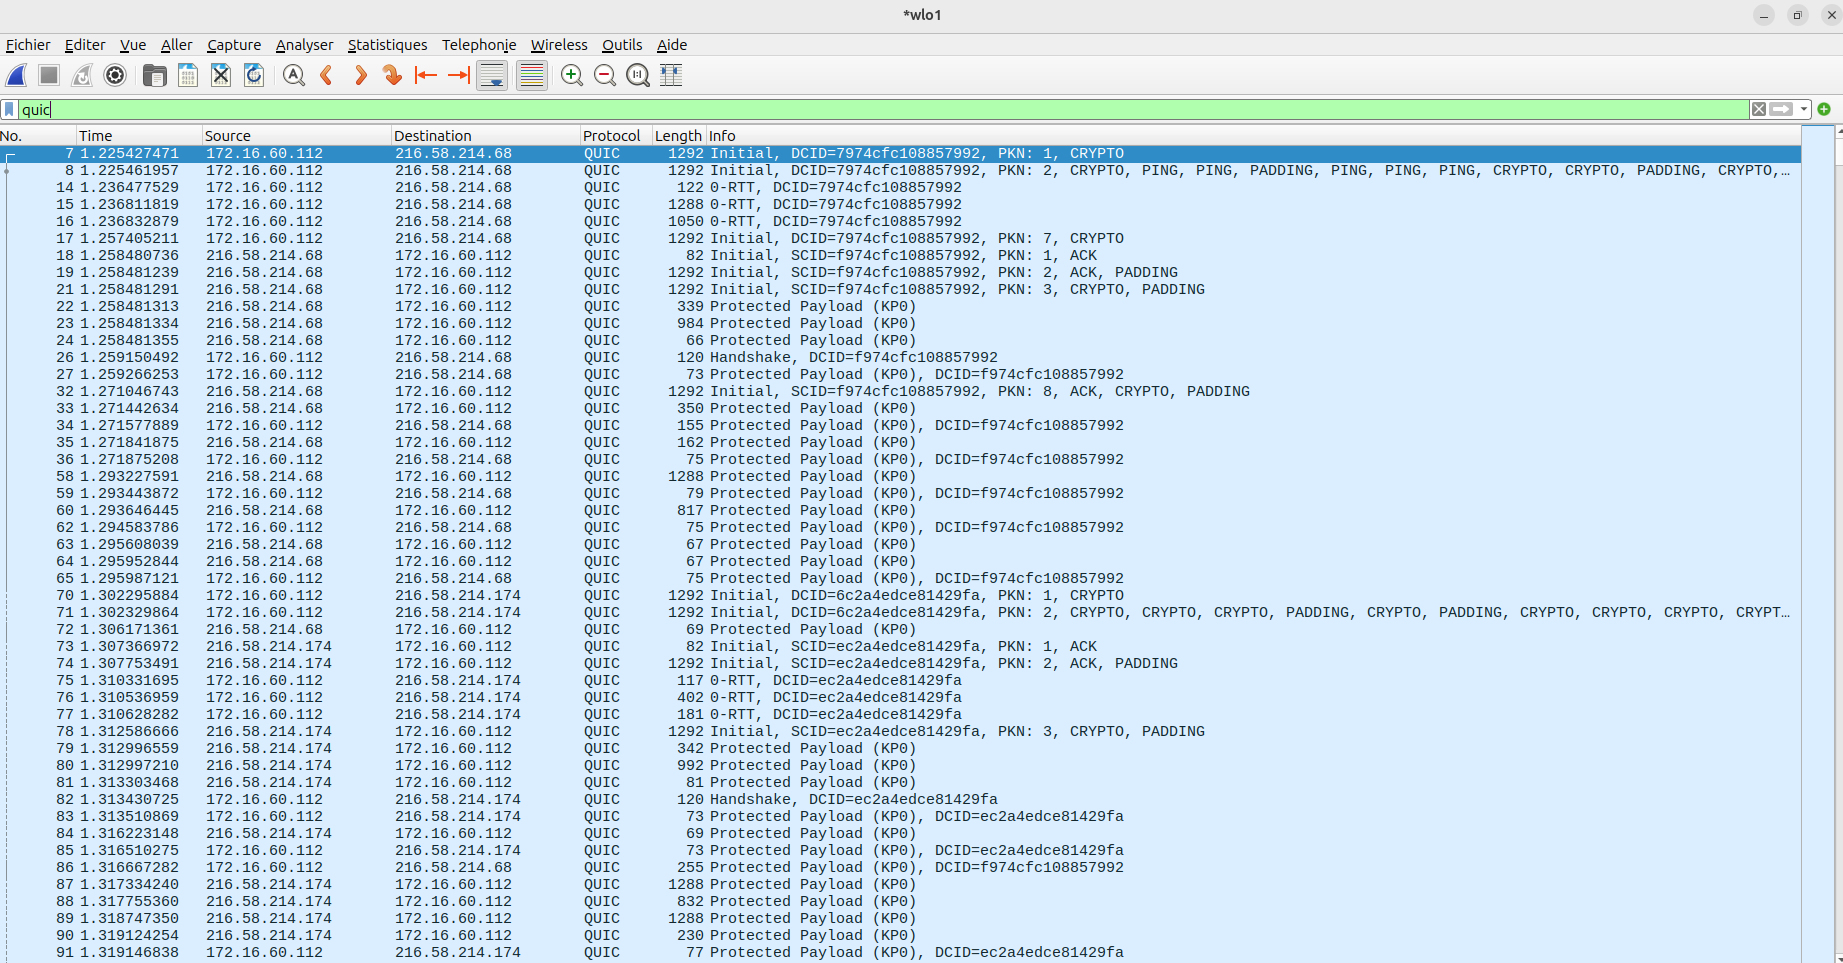 *wlo1
Fichier Editer Vue Aller Capture Analyser Statistiques Telephonie Wireless Outils Aide
quic
No. Time Source Destination Protocol Length Info
7 1.225427471 172.16.60.112 216.58.214.68 QUIC 1292 Initial, DCID=7974cfc108857992, PKN: 1, CRYPTO
8 1.225461957 172.16.60.112 216.58.214.68 QUIC 1292 Initial, DCID=7974cfc108857992, PKN: 2, CRYPTO, PING, PING, PADDING, PING, PING, PING, CRYPTO, CRYPTO, PADDING, CRYPTO,…
14 1.236477529 172.16.60.112 216.58.214.68 QUIC 122 0-RTT, DCID=7974cfc108857992
15 1.236811819 172.16.60.112 216.58.214.68 QUIC 1288 0-RTT, DCID=7974cfc108857992
16 1.236832879 172.16.60.112 216.58.214.68 QUIC 1050 0-RTT, DCID=7974cfc108857992
17 1.257405211 172.16.60.112 216.58.214.68 QUIC 1292 Initial, DCID=7974cfc108857992, PKN: 7, CRYPTO
18 1.258480736 216.58.214.68 172.16.60.112 QUIC 82 Initial, SCID=f974cfc108857992, PKN: 1, ACK
19 1.258481239 216.58.214.68 172.16.60.112 QUIC 1292 Initial, SCID=f974cfc108857992, PKN: 2, ACK, PADDING
21 1.258481291 216.58.214.68 172.16.60.112 QUIC 1292 Initial, SCID=f974cfc108857992, PKN: 3, CRYPTO, PADDING
22 1.258481313 216.58.214.68 172.16.60.112 QUIC 339 Protected Payload (KP0)
23 1.258481334 216.58.214.68 172.16.60.112 QUIC 984 Protected Payload (KP0)
24 1.258481355 216.58.214.68 172.16.60.112 QUIC 66 Protected Payload (KP0)
26 1.259150492 172.16.60.112 216.58.214.68 QUIC 120 Handshake, DCID=f974cfc108857992
27 1.259266253 172.16.60.112 216.58.214.68 QUIC 73 Protected Payload (KP0), DCID=f974cfc108857992
32 1.271046743 216.58.214.68 172.16.60.112 QUIC 1292 Initial, SCID=f974cfc108857992, PKN: 8, ACK, CRYPTO, PADDING
33 1.271442634 216.58.214.68 172.16.60.112 QUIC 350 Protected Payload (KP0)
34 1.271577889 172.16.60.112 216.58.214.68 QUIC 155 Protected Payload (KP0), DCID=f974cfc108857992
35 1.271841875 216.58.214.68 172.16.60.112 QUIC 162 Protected Payload (KP0)
36 1.271875208 172.16.60.112 216.58.214.68 QUIC 75 Protected Payload (KP0), DCID=f974cfc108857992
58 1.293227591 216.58.214.68 172.16.60.112 QUIC 1288 Protected Payload (KP0)
59 1.293443872 172.16.60.112 216.58.214.68 QUIC 79 Protected Payload (KP0), DCID=f974cfc108857992
60 1.293646445 216.58.214.68 172.16.60.112 QUIC 817 Protected Payload (KP0)
62 1.294583786 172.16.60.112 216.58.214.68 QUIC 75 Protected Payload (KP0), DCID=f974cfc108857992
63 1.295608039 216.58.214.68 172.16.60.112 QUIC 67 Protected Payload (KP0)
64 1.295952844 216.58.214.68 172.16.60.112 QUIC 67 Protected Payload (KP0)
65 1.295987121 172.16.60.112 216.58.214.68 QUIC 75 Protected Payload (KP0), DCID=f974cfc108857992
70 1.302295884 172.16.60.112 216.58.214.174 QUIC 1292 Initial, DCID=6c2a4edce81429fa, PKN: 1, CRYPTO
71 1.302329864 172.16.60.112 216.58.214.174 QUIC 1292 Initial, DCID=6c2a4edce81429fa, PKN: 2, CRYPTO, CRYPTO, CRYPTO, PADDING, CRYPTO, PADDING, CRYPTO, CRYPTO, CRYPTO, CRYPT…
72 1.306171361 216.58.214.68 172.16.60.112 QUIC 69 Protected Payload (KP0)
73 1.307366972 216.58.214.174 172.16.60.112 QUIC 82 Initial, SCID=ec2a4edce81429fa, PKN: 1, ACK
74 1.307753491 216.58.214.174 172.16.60.112 QUIC 1292 Initial, SCID=ec2a4edce81429fa, PKN: 2, ACK, PADDING
75 1.310331695 172.16.60.112 216.58.214.174 QUIC 117 0-RTT, DCID=ec2a4edce81429fa
76 1.310536959 172.16.60.112 216.58.214.174 QUIC 402 0-RTT, DCID=ec2a4edce81429fa
77 1.310628282 172.16.60.112 216.58.214.174 QUIC 181 0-RTT, DCID=ec2a4edce81429fa
78 1.312586666 216.58.214.174 172.16.60.112 QUIC 1292 Initial, SCID=ec2a4edce81429fa, PKN: 3, CRYPTO, PADDING
79 1.312996559 216.58.214.174 172.16.60.112 QUIC 342 Protected Payload (KP0)
80 1.312997210 216.58.214.174 172.16.60.112 QUIC 992 Protected Payload (KP0)
81 1.313303468 216.58.214.174 172.16.60.112 QUIC 81 Protected Payload (KP0)
82 1.313430725 172.16.60.112 216.58.214.174 QUIC 120 Handshake, DCID=ec2a4edce81429fa
83 1.313510869 172.16.60.112 216.58.214.174 QUIC 73 Protected Payload (KP0), DCID=ec2a4edce81429fa
84 1.316223148 216.58.214.174 172.16.60.112 QUIC 69 Protected Payload (KP0)
85 1.316510275 172.16.60.112 216.58.214.174 QUIC 73 Protected Payload (KP0), DCID=ec2a4edce81429fa
86 1.316667282 172.16.60.112 216.58.214.68 QUIC 255 Protected Payload (KP0), DCID=f974cfc108857992
87 1.317334240 216.58.214.174 172.16.60.112 QUIC 1288 Protected Payload (KP0)
88 1.317755360 216.58.214.174 172.16.60.112 QUIC 832 Protected Payload (KP0)
89 1.318747350 216.58.214.174 172.16.60.112 QUIC 1288 Protected Payload (KP0)
90 1.319124254 216.58.214.174 172.16.60.112 QUIC 230 Protected Payload (KP0)
91 1.319146838 172.16.60.112 216.58.214.174 QUIC 77 Protected Payload (KP0), DCID=ec2a4edce81429fa